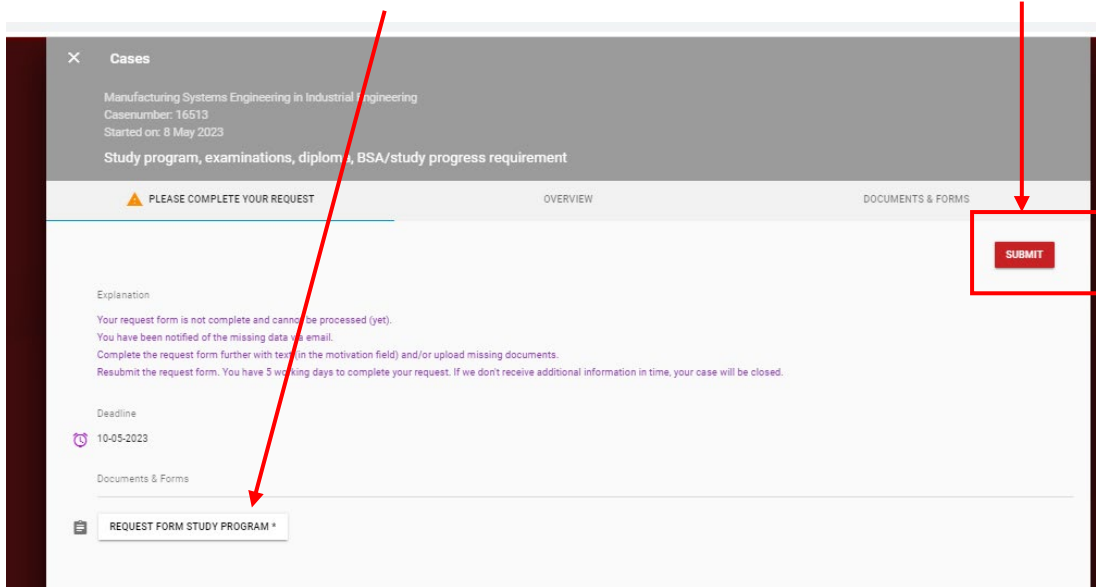 Cases
Manufacturing Systems Engineering in Industrial Engineering
Casenumber: 16513
Started on: 8 May 2023
Study program, examinations, diploma, BSA/study progress requirement
PLEASE COMPLETE YOUR REQUEST
OVERVIEW
DOCUMENTS & FORMS
SUBMIT
Explanation
Your request form is not complete and cannot be processed (yet).
You have been notified of the missing data via email.
Complete the request form further with text (in the motivation field) and/or upload missing documents.
Resubmit the request form. You have 5 working days to complete your request. If we don't receive additional information in time, your case will be closed.
Deadline
10-05-2023
Documents & Forms
REQUEST FORM STUDY PROGRAM *